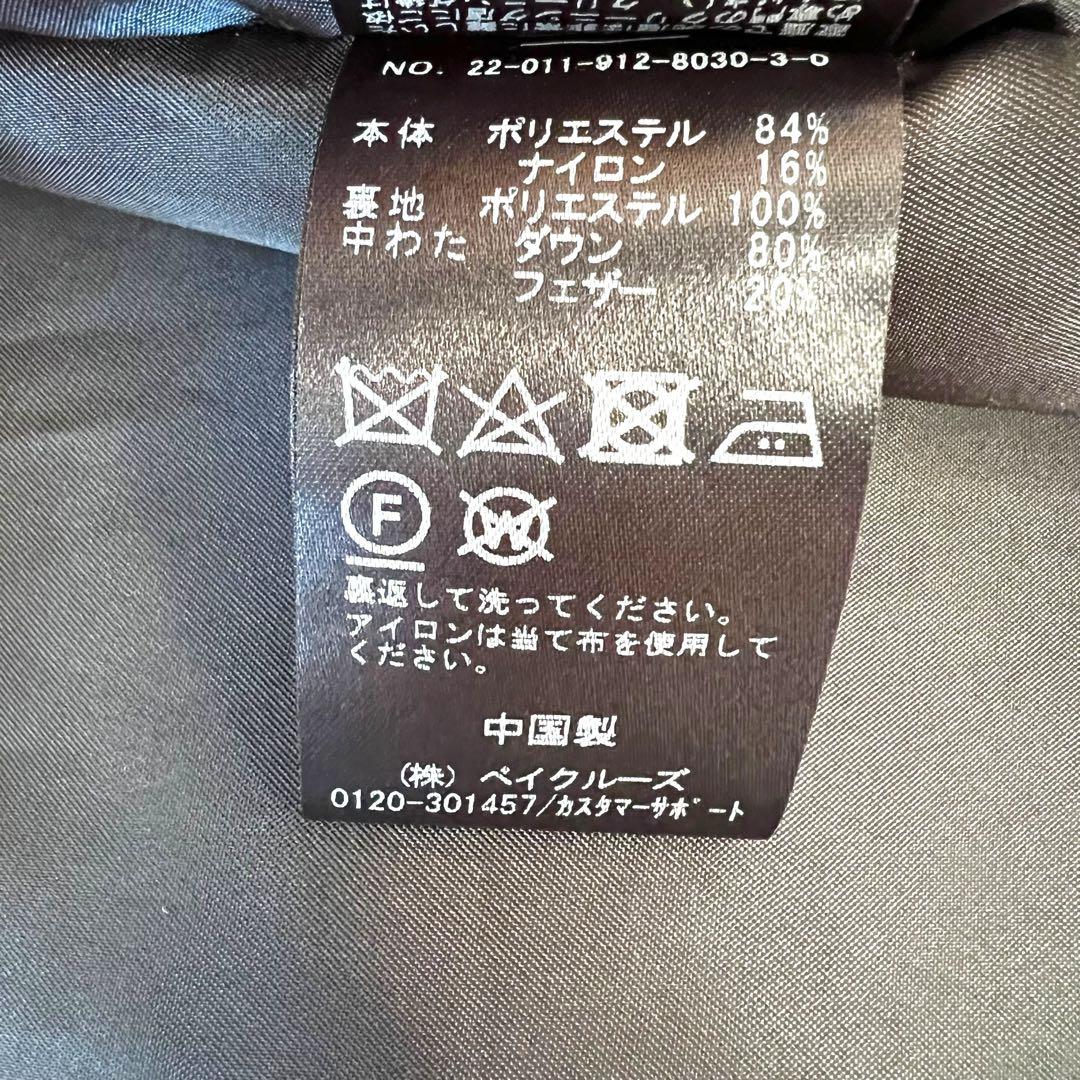 NO. 22-011-912-8030-3-0
本体 ポリエステル 84%
ナイロン 16%
裏地 ポリエステル 100%
中わた ダウン 80%
フェザー 20%
F
W
裏返して洗ってください。
アイロンは当て布を使用して
ください。
中国製
(株) ベイクルーズ
0120-301457/ｶｽﾀﾏｰｻﾎﾟｰﾄ